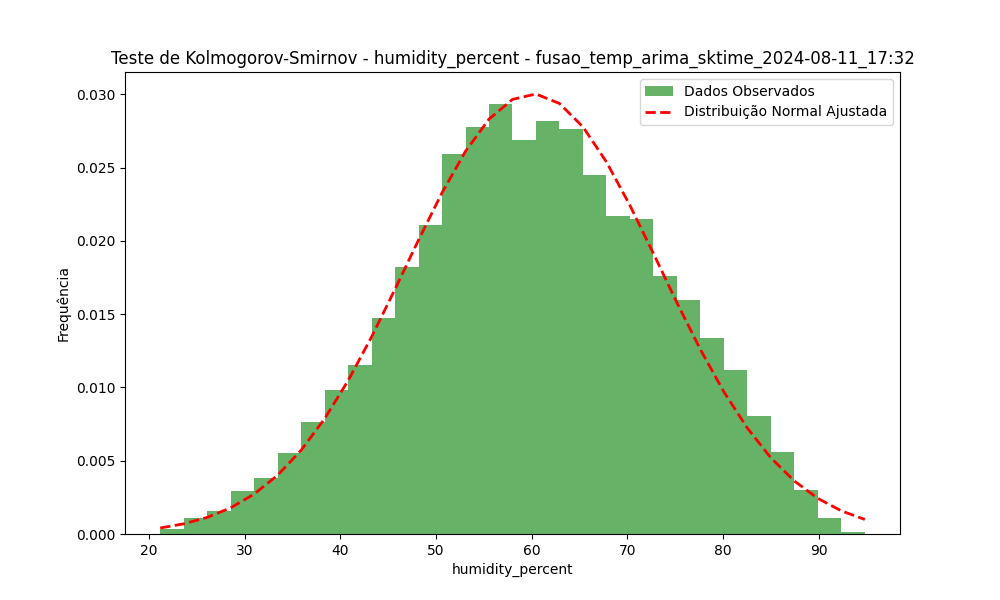 Teste de Kolmogorov-Smirnov - humidity_percent - fusao_temp_arima_sktime_2024-08-11_17:32
Dados Observados
Distribuição Normal Ajustada
Frequência
0.030
0.025
0.020
0.015
0.010
0.005
0.000
20 30 40 50 60 70 80 90
humidity_percent